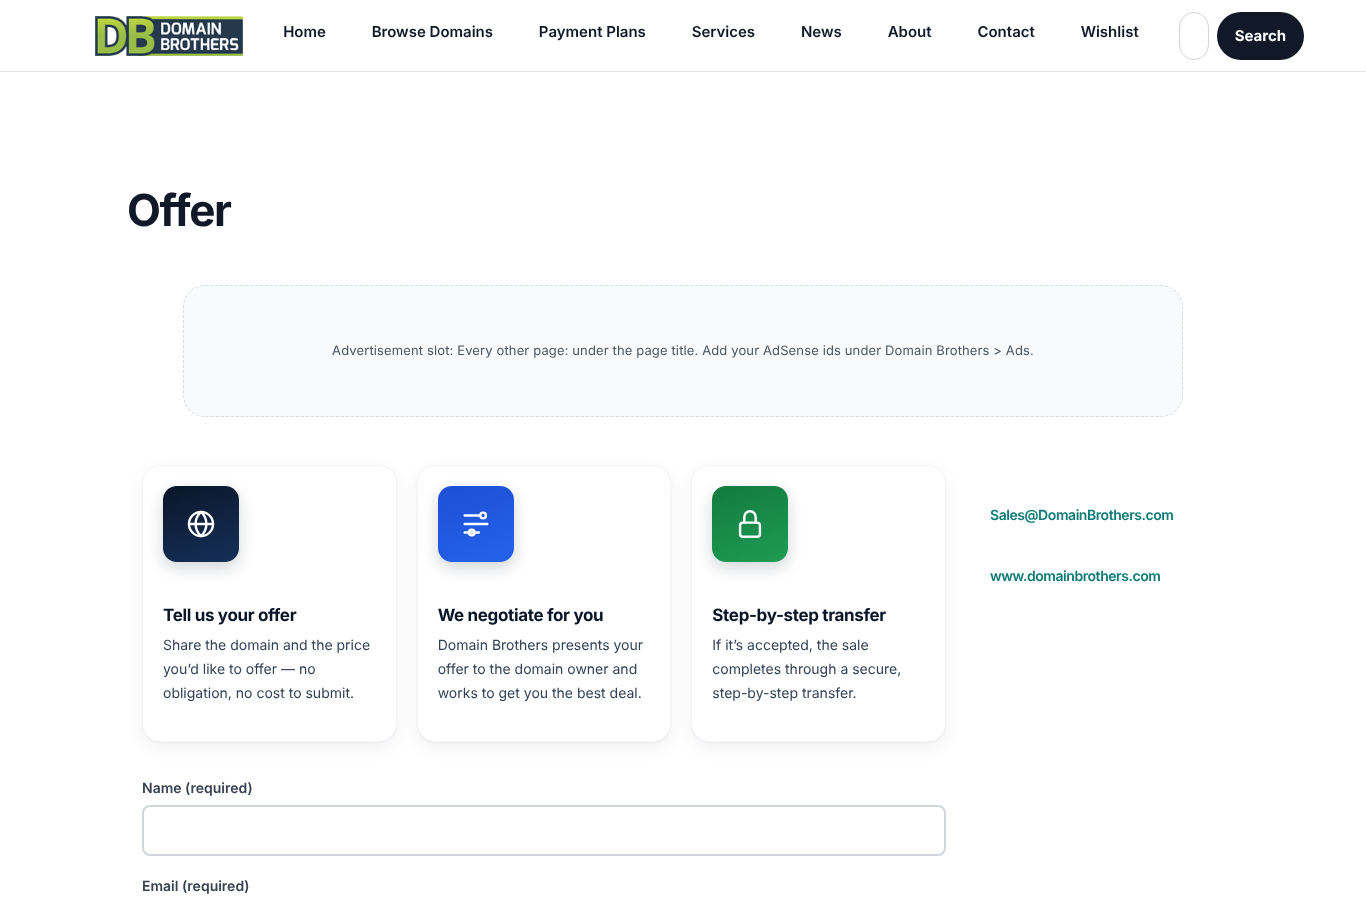 DB DOMAIN BROTHERS
Home
Browse Domains
Payment Plans
Services
News
About
Contact
Wishlist
Search
Offer
Advertisement slot: Every other page: under the page title. Add your AdSense ids under Domain Brothers > Ads.
Tell us your offer
Share the domain and the price
you’d like to offer — no
obligation, no cost to submit.
We negotiate for you
Domain Brothers presents your
offer to the domain owner and
works to get you the best deal.
Step-by-step transfer
If it’s accepted, the sale
completes through a secure,
step-by-step transfer.
Sales@DomainBrothers.com
www.domainbrothers.com
Name (required)
Email (required)